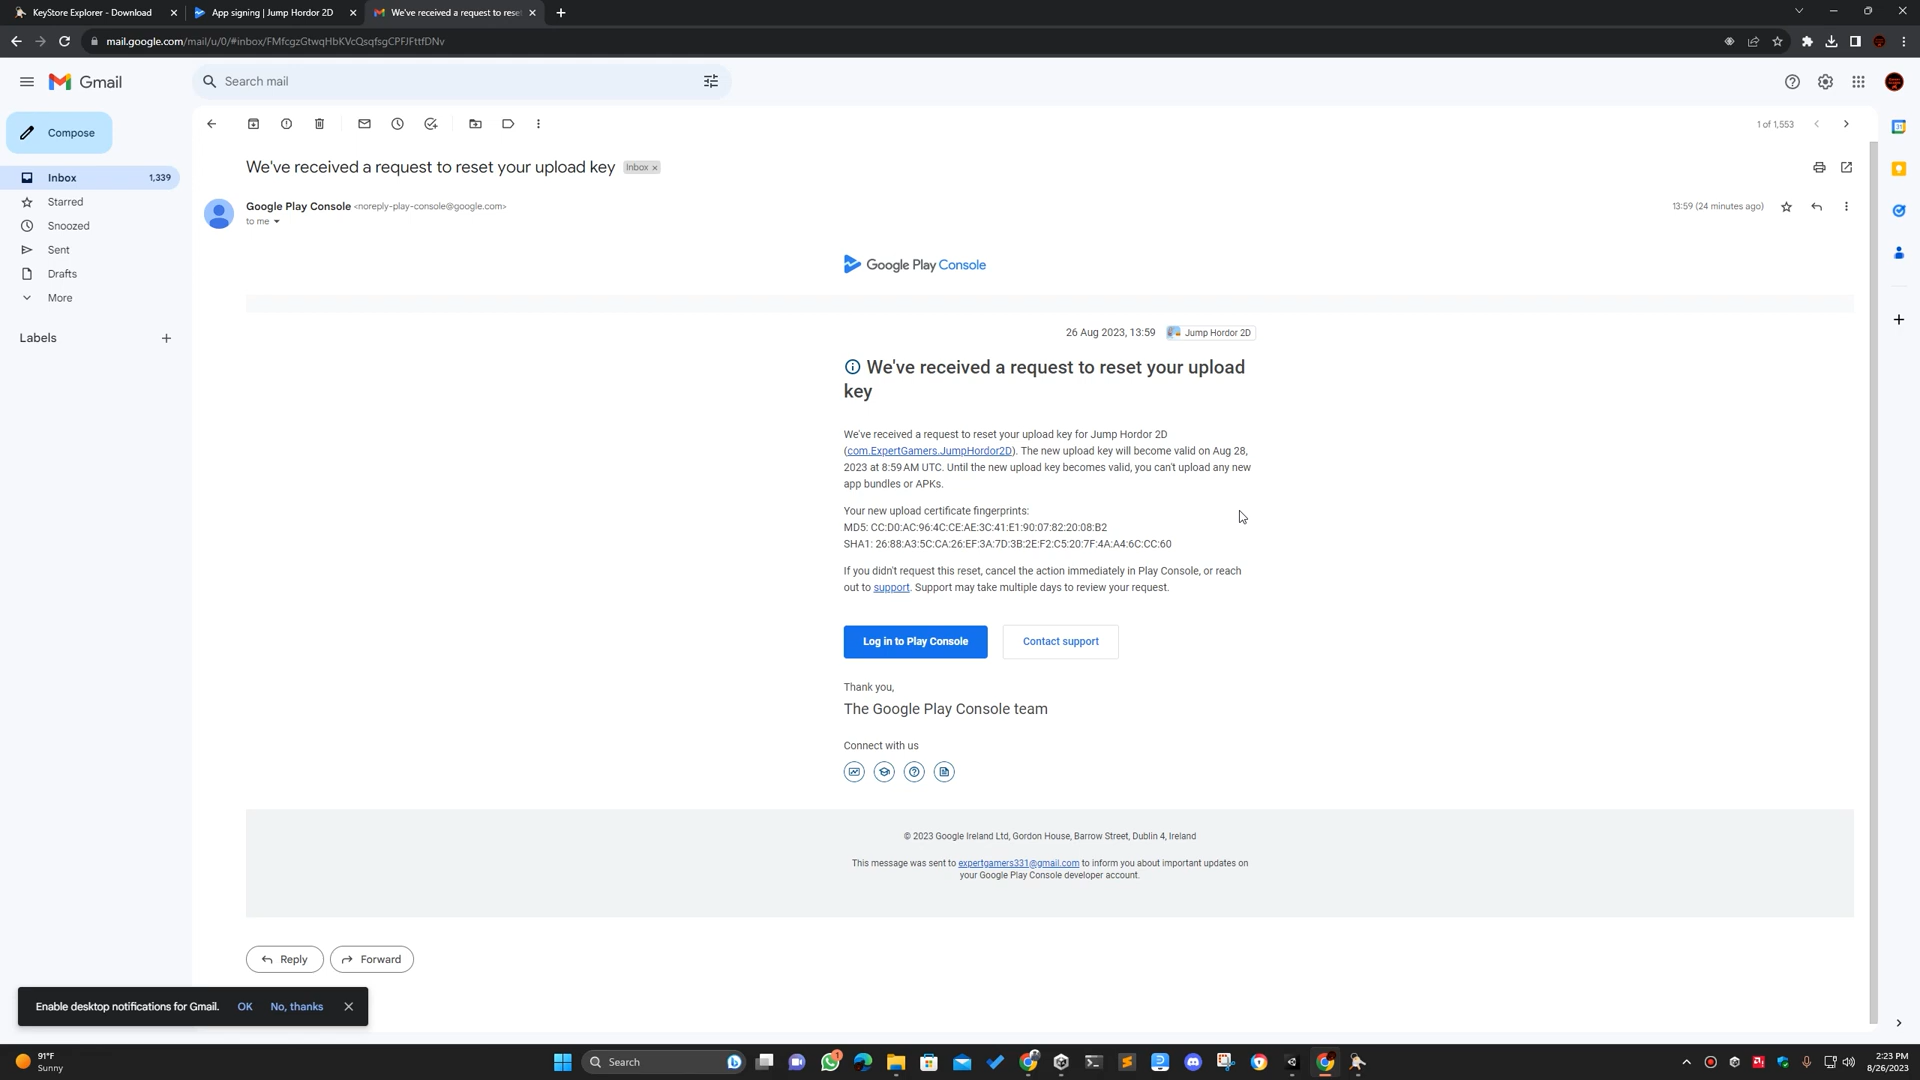 KeyStore Explorer - Download
App signing | Jump Hordor 2D
We've received a request to rese
mail.google.com/mail/u/0/#inbox/FMfcgzGtwqHbKVcQsqfsgCPFJFttfDNv
Gmail
Search mail
Compose
1 of 1,553
Inbox 1,339
Starred
Snoozed
Sent
Drafts
More
Labels
We've received a request to reset your upload key Inbox ×
Google Play Console <noreply-play-console@google.com>
13:59 (24 minutes ago)
to me
Google Play Console
26 Aug 2023, 13:59 Jump Hordor 2D
We've received a request to reset your upload
key
We've received a request to reset your upload key for Jump Hordor 2D
(com.ExpertGamers.JumpHordor2D). The new upload key will become valid on Aug 28,
2023 at 8:59 AM UTC. Until the new upload key becomes valid, you can't upload any new
app bundles or APKs.
Your new upload certificate fingerprints:
MD5: CC:D0:AC:96:4C:CE:AE:3C:41:E1:90:07:82:20:08:B2
SHA1: 26:88:A3:5C:CA:26:EF:3A:7D:3B:2E:F2:C5:20:7F:4A:A4:6C:CC:60
If you didn't request this reset, cancel the action immediately in Play Console, or reach
out to support. Support may take multiple days to review your request.
Log in to Play Console
Contact support
Thank you,
The Google Play Console team
Connect with us
© 2023 Google Ireland Ltd, Gordon House, Barrow Street, Dublin 4, Ireland
This message was sent to expertgamers331@gmail.com to inform you about important updates on
your Google Play Console developer account.
Reply
Forward
Enable desktop notifications for Gmail. OK No, thanks
91°F
Sunny
Search
2:23 PM
8/26/2023